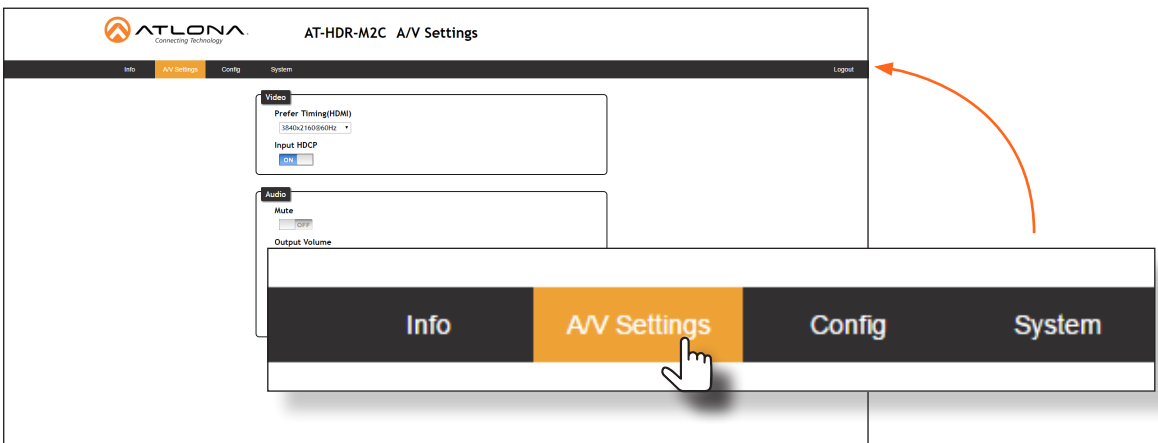 ATLONA.
Connecting Technology
AT-HDR-M2C A/V Settings
Info A/V Settings Config System Logout
Video
Prefer Timing(HDMI)
3840x2160@60Hz
Input HDCP
ON
Audio
Mute
OFF
Output Volume
Info A/V Settings Config System